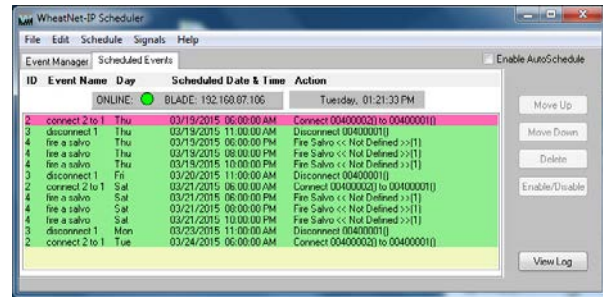 WheatNet-IP Scheduler
File Edit Schedule Signals Help
Event Manager Scheduled Events Enable AutoSchedule
ID Event Name Day Scheduled Date & Time Action
ONLINE: BLADE: 192.168.87.106 Tuesday, 01:21:33 PM
2 connect 2 to 1 Thu 03/19/2015 06:00:00 AM Connect 00400002() to 00400001()
3 disconnect 1 Thu 03/19/2015 11:00:00 AM Disconnect 00400001()
4 fire a salvo Thu 03/19/2015 06:00:00 PM Fire Salvo << Not Defined >>(1)
4 fire a salvo Thu 03/19/2015 08:00:00 PM Fire Salvo << Not Defined >>(1)
4 fire a salvo Thu 03/19/2015 10:00:00 PM Fire Salvo << Not Defined >>(1)
3 disconnect 1 Fri 03/20/2015 11:00:00 AM Disconnect 00400001()
2 connect 2 to 1 Sat 03/21/2015 06:00:00 AM Connect 00400002() to 00400001()
4 fire a salvo Sat 03/21/2015 06:00:00 PM Fire Salvo << Not Defined >>(1)
4 fire a salvo Sat 03/21/2015 08:00:00 PM Fire Salvo << Not Defined >>(1)
4 fire a salvo Sat 03/21/2015 10:00:00 PM Fire Salvo << Not Defined >>(1)
3 disconnect 1 Mon 03/23/2015 11:00:00 AM Disconnect 00400001()
2 connect 2 to 1 Tue 03/24/2015 06:00:00 AM Connect 00400002() to 00400001()
Move Up
Move Down
Delete
Enable/Disable
View Log